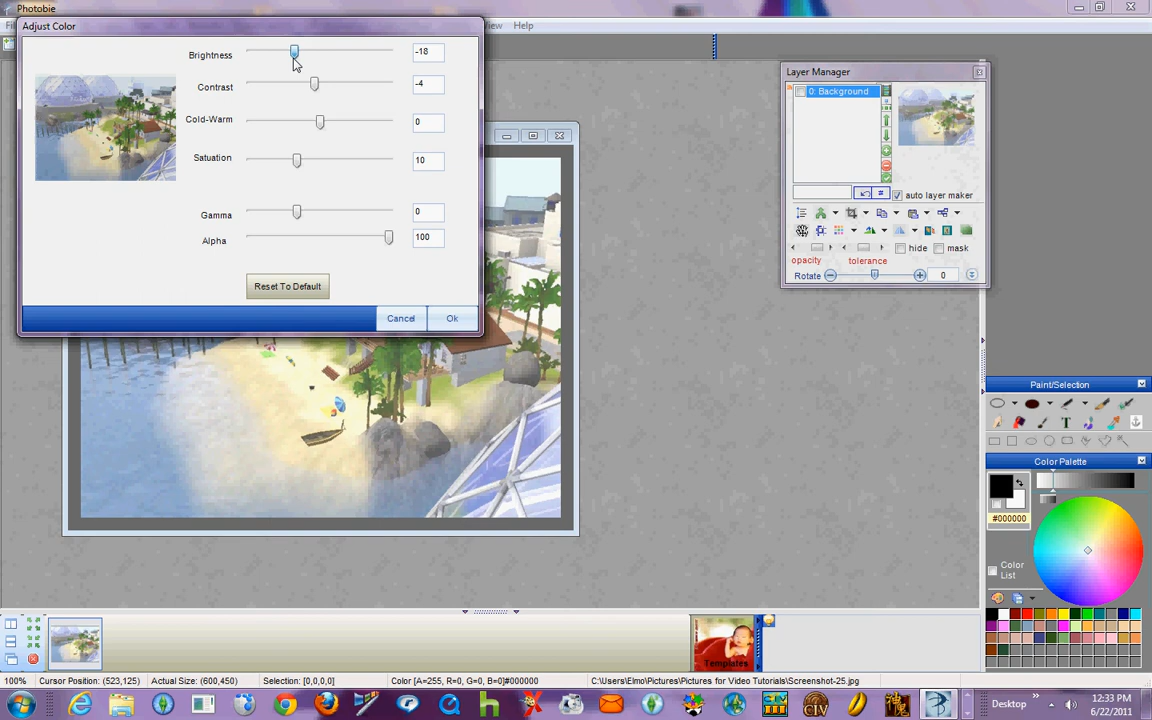 Photobie
View Help
Adjust Color
Brightness -18
Contrast -4
Cold-Warm 0
Satuation 10
Gamma 0
Alpha 100
Reset To Default
Cancel Ok
Layer Manager
0: Background
auto layer maker
hide mask
opacity tolerance
Rotate 0
Paint/Selection
T
Color Palette
#000000
Color
List
Templates
100% Cursor Position: (523,125) Actual Size: (600,450) Selection: [0,0,0,0] Color [A=255, R=0, G=0, B=0]#000000 C:\Users\Elmo\Pictures\Pictures for Video Tutorials\Screenshot-25.jpg
Desktop
12:33 PM
6/22/2011